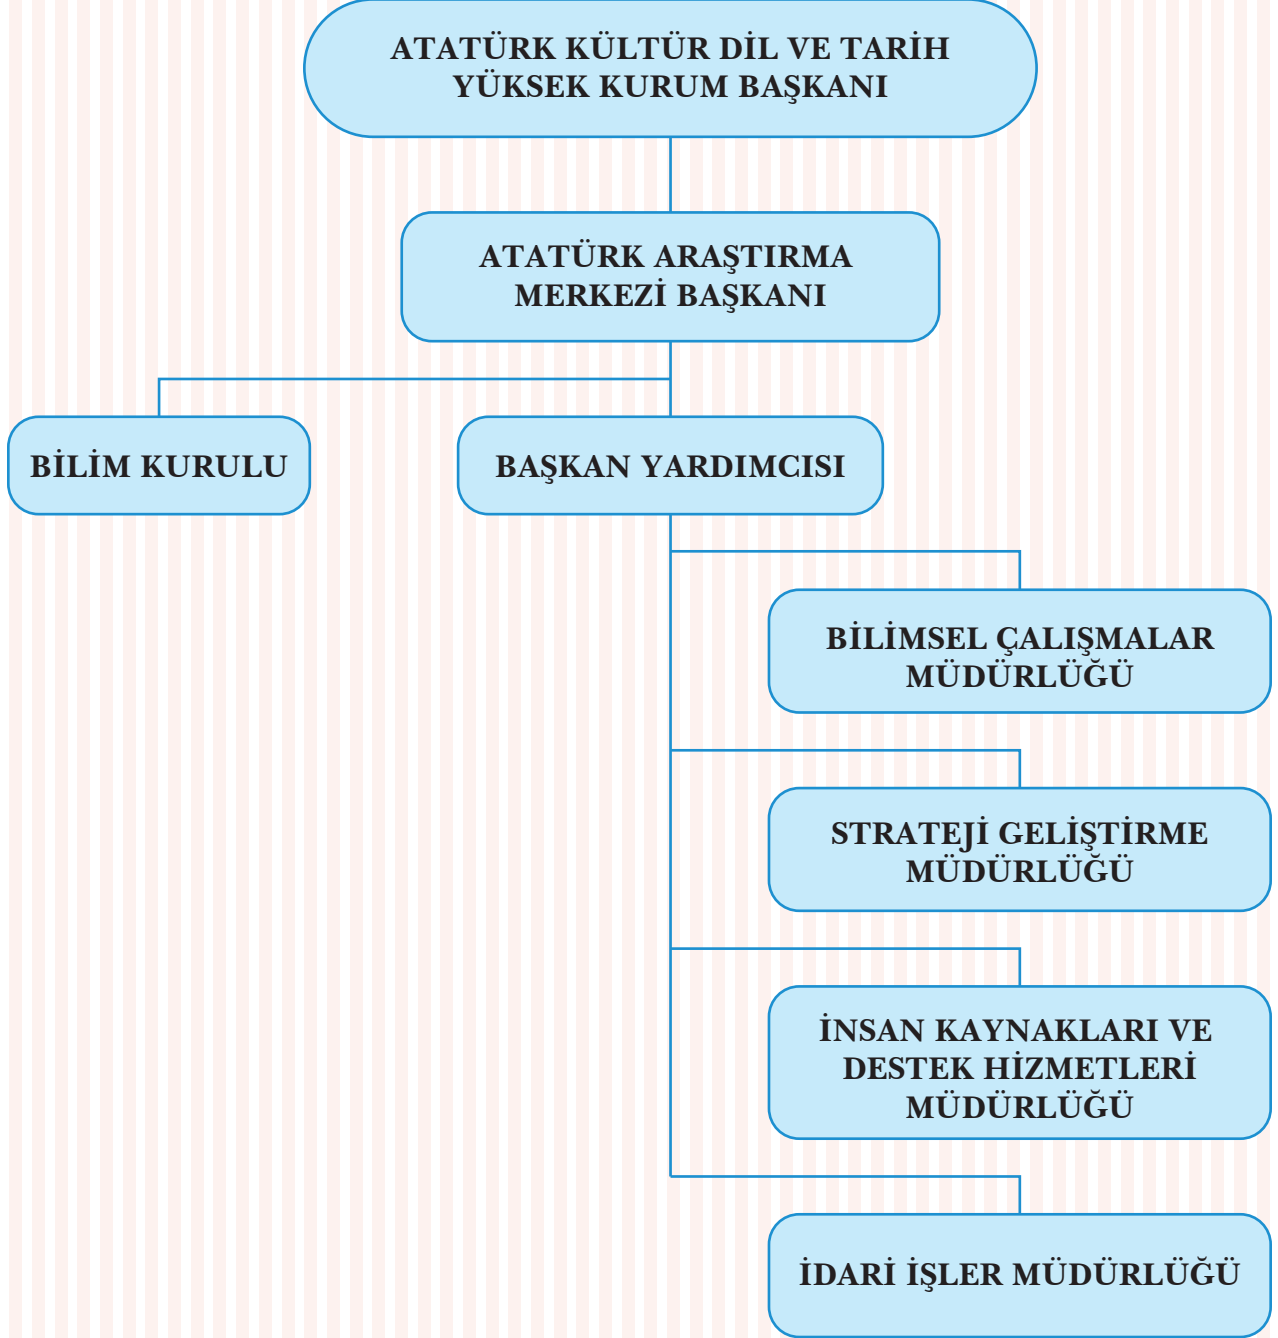 ATATÜRK KÜLTÜR DİL VE TARİH
YÜKSEK KURUM BAŞKANI
ATATÜRK ARAŞTIRMA
MERKEZİ BAŞKANI
BİLİM KURULU
BAŞKAN YARDIMCISI
BİLİMSEL ÇALIŞMALAR
MÜDÜRLÜĞÜ
STRATEJİ GELİŞTİRME
MÜDÜRLÜĞÜ
İNSAN KAYNAKLARI VE
DESTEK HİZMETLERİ
MÜDÜRLÜĞÜ
İDARİ İŞLER MÜDÜRLÜĞÜ